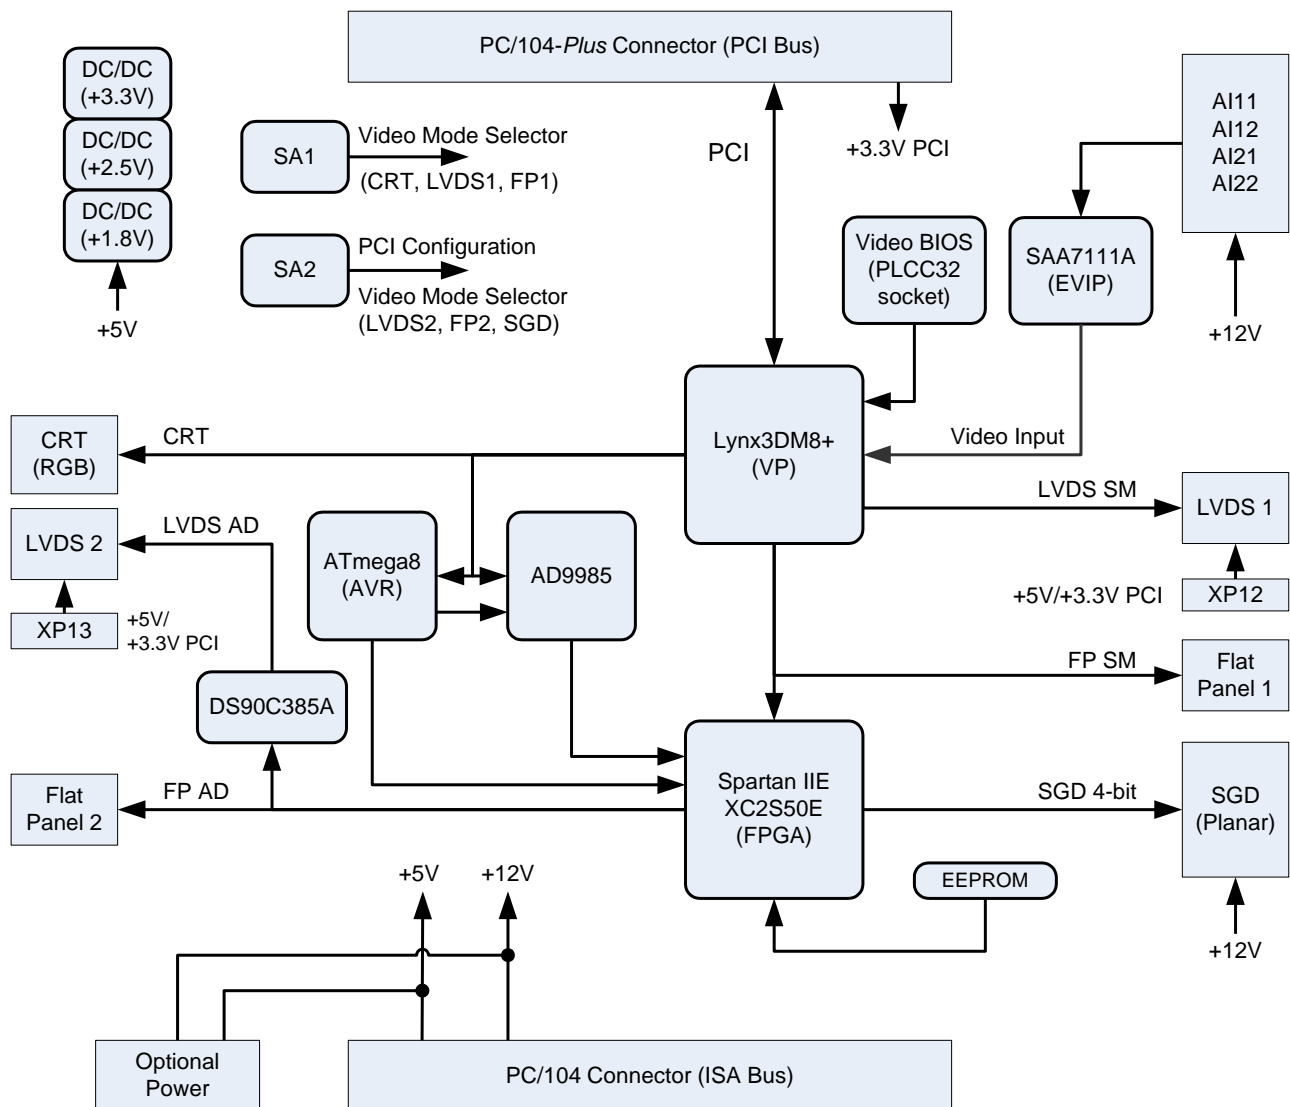 PC/104-Plus Connector (PCI Bus)
DC/DC
(+3.3V)
DC/DC
(+2.5V)
DC/DC
(+1.8V)
+5V
SA1
Video Mode Selector
(CRT, LVDS1, FP1)
SA2
PCI Configuration
Video Mode Selector
(LVDS2, FP2, SGD)
PCI
+3.3V PCI
AI11
AI12
AI21
AI22
+12V
Video BIOS
(PLCC32
socket)
SAA7111A
(EVIP)
Lynx3DM8+
(VP)
Video Input
CRT
(RGB)
CRT
LVDS 2
LVDS AD
XP13
+5V/
+3.3V PCI
ATmega8
(AVR)
AD9985
LVDS SM
LVDS 1
+5V/+3.3V PCI
XP12
FP SM
Flat
Panel 1
DS90C385A
Flat
Panel 2
FP AD
Spartan IIE
XC2S50E
(FPGA)
SGD 4-bit
SGD
(Planar)
+12V
EEPROM
+5V
+12V
Optional
Power
PC/104 Connector (ISA Bus)